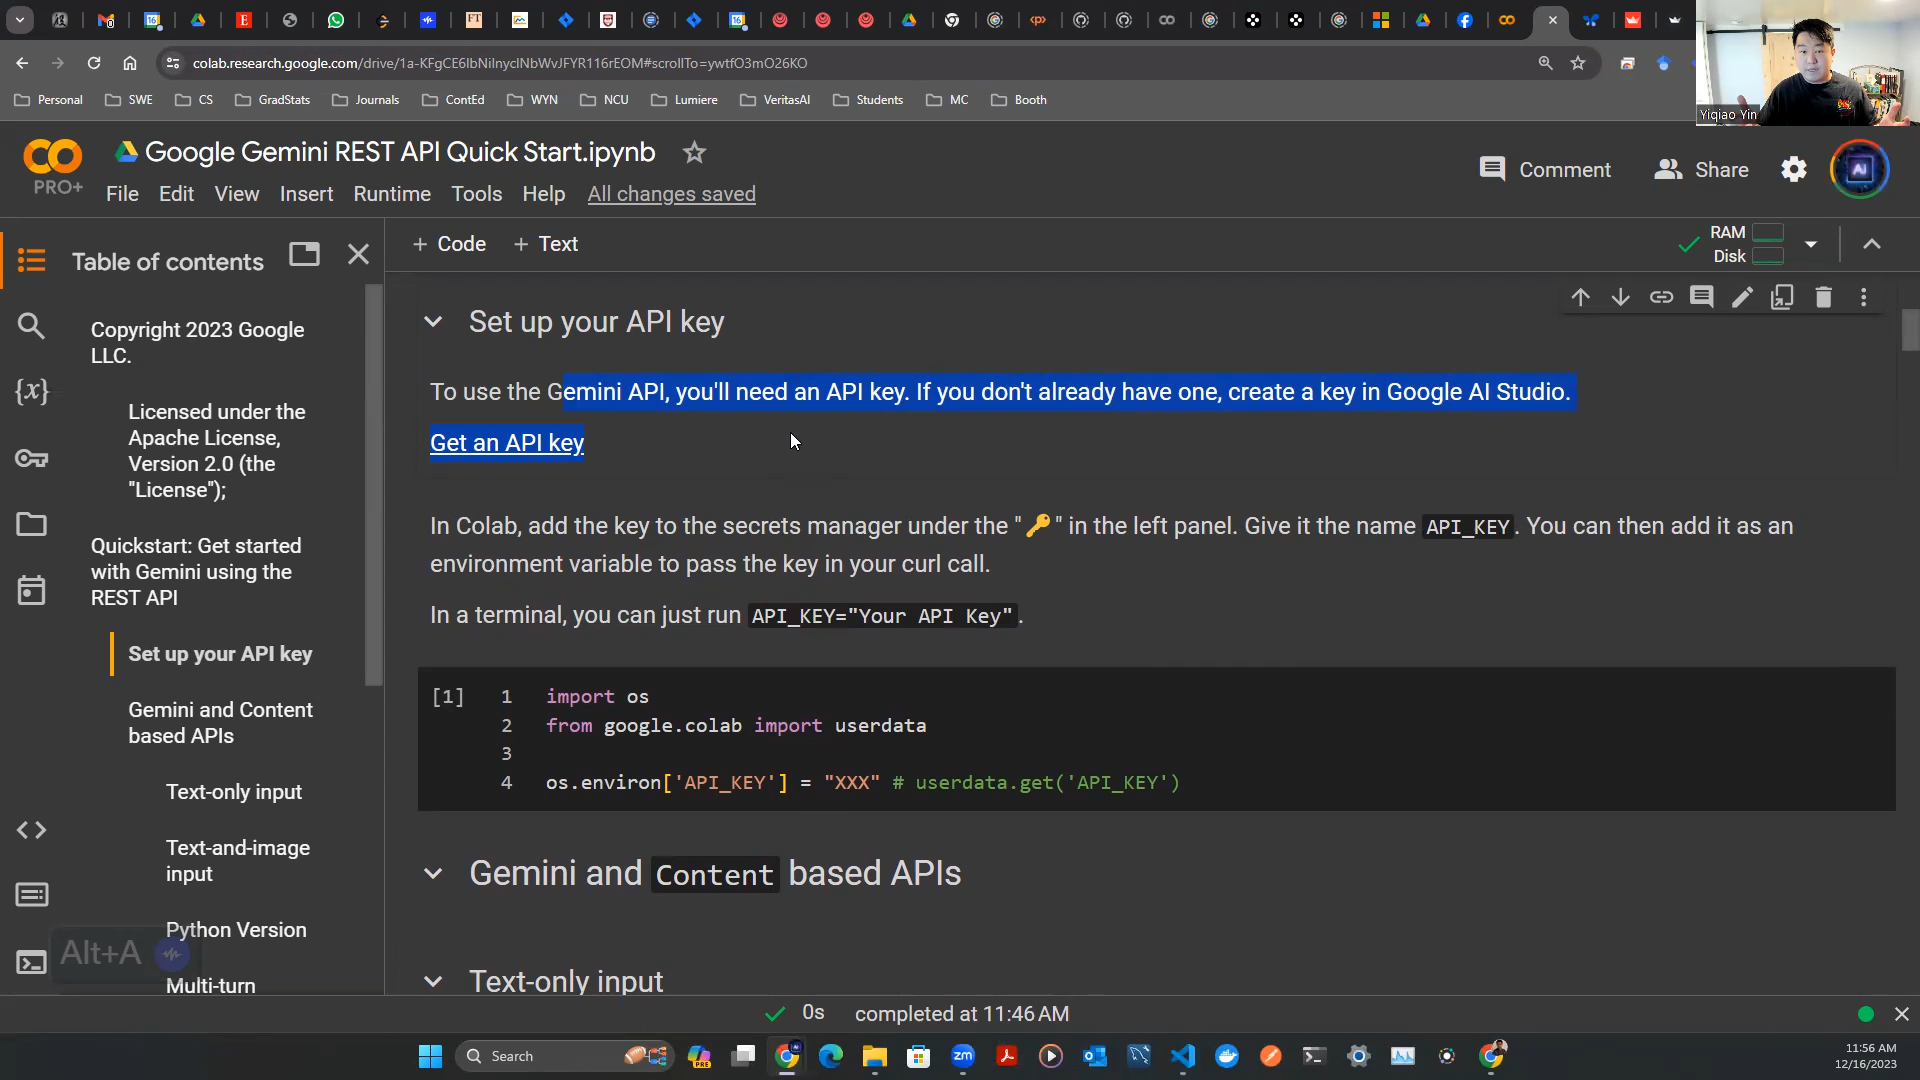 colab.research.google.com/drive/1a-KFgCE6lbNiInyclNbWvJFYR116rEOM#scrollTo=ywtfO3mO26KO
Personal SWE CS GradStats Journals ContEd WYN NCU Lumiere VeritasAI Students MC Booth
Yiqiao Yin
CO PRO+
Google Gemini REST API Quick Start.ipynb
File Edit View Insert Runtime Tools Help All changes saved
Comment Share
AI
Table of contents
+ Code + Text
RAM
Disk
Copyright 2023 Google
LLC.
Licensed under the
Apache License,
Version 2.0 (the
"License");
Quickstart: Get started
with Gemini using the
REST API
Set up your API key
Gemini and Content
based APIs
Text-only input
Text-and-image
input
Python Version
Multi-turn
Alt+A
Set up your API key
To use the Gemini API, you'll need an API key. If you don't already have one, create a key in Google AI Studio.
Get an API key
In Colab, add the key to the secrets manager under the "🔑" in the left panel. Give it the name API_KEY. You can then add it as an
environment variable to pass the key in your curl call.
In a terminal, you can just run API_KEY="Your API Key".
[1] 1 import os
2 from google.colab import userdata
3
4 os.environ['API_KEY'] = "XXX" # userdata.get('API_KEY')
Gemini and Content based APIs
Text-only input
0s completed at 11:46 AM
Search
PRE
zm
11:56 AM
12/16/2023